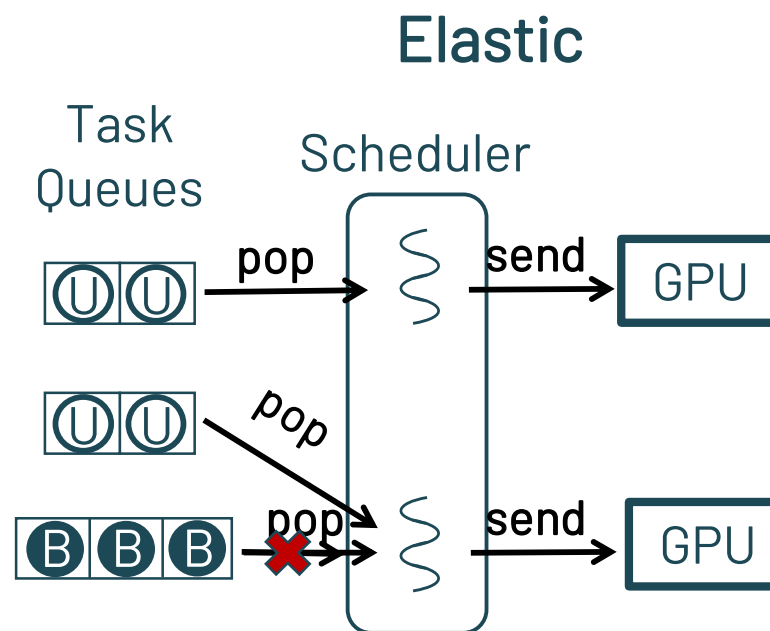 Elastic
Task
Queues
Scheduler
pop
send
GPU
U U
pop
U U
pop
send
GPU
B B B